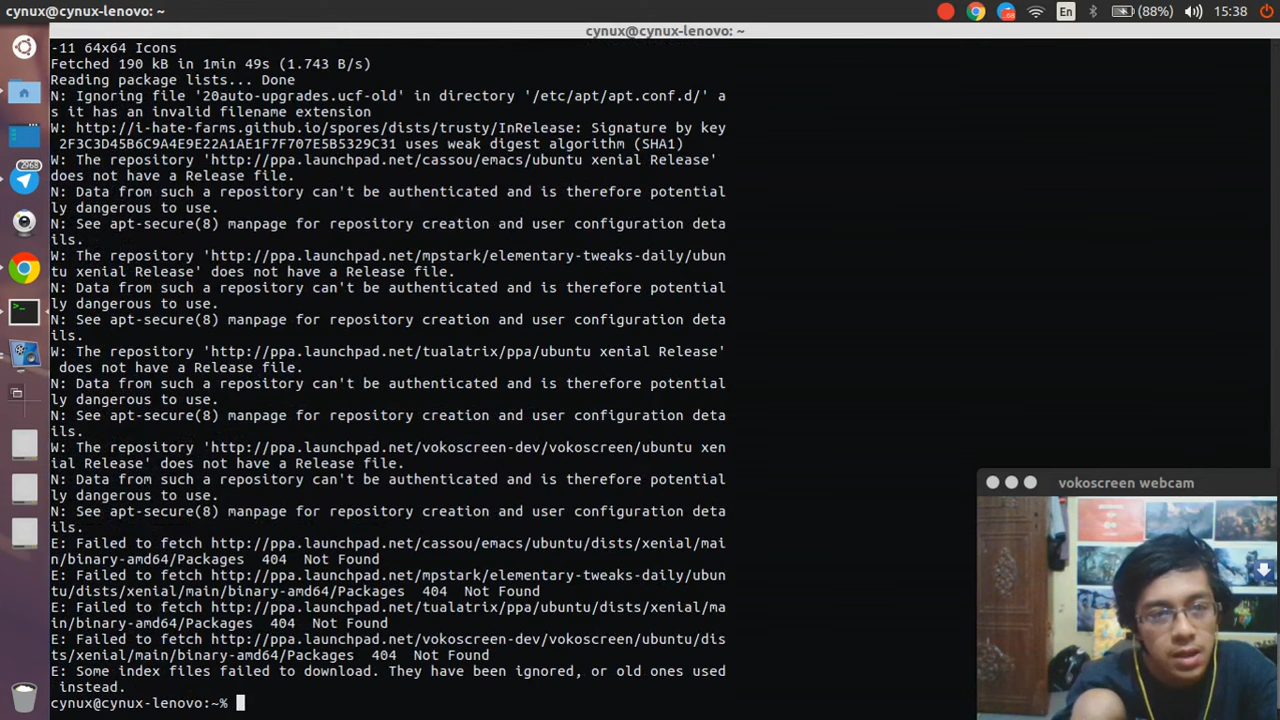 cynux@cynux-lenovo: ~
En
(88%)
15:38
cynux@cynux-lenovo: ~
2968
-11 64x64 Icons
Fetched 190 kB in 1min 49s (1.743 B/s)
Reading package lists... Done
N: Ignoring file '20auto-upgrades.ucf-old' in directory '/etc/apt/apt.conf.d/' a
s it has an invalid filename extension
W: http://i-hate-farms.github.io/spores/dists/trusty/InRelease: Signature by key
 2F3C3D45B6C9A4E9E22A1AE1F7F707E5B5329C31 uses weak digest algorithm (SHA1)
W: The repository 'http://ppa.launchpad.net/cassou/emacs/ubuntu xenial Release'
does not have a Release file.
N: Data from such a repository can't be authenticated and is therefore potential
ly dangerous to use.
N: See apt-secure(8) manpage for repository creation and user configuration deta
ils.
W: The repository 'http://ppa.launchpad.net/mpstark/elementary-tweaks-daily/ubun
tu xenial Release' does not have a Release file.
N: Data from such a repository can't be authenticated and is therefore potential
ly dangerous to use.
N: See apt-secure(8) manpage for repository creation and user configuration deta
ils.
W: The repository 'http://ppa.launchpad.net/tualatrix/ppa/ubuntu xenial Release'
 does not have a Release file.
N: Data from such a repository can't be authenticated and is therefore potential
ly dangerous to use.
N: See apt-secure(8) manpage for repository creation and user configuration deta
ils.
W: The repository 'http://ppa.launchpad.net/vokoscreen-dev/vokoscreen/ubuntu xen
ial Release' does not have a Release file.
N: Data from such a repository can't be authenticated and is therefore potential
ly dangerous to use.
N: See apt-secure(8) manpage for repository creation and user configuration deta
ils.
E: Failed to fetch http://ppa.launchpad.net/cassou/emacs/ubuntu/dists/xenial/mai
n/binary-amd64/Packages  404  Not Found
E: Failed to fetch http://ppa.launchpad.net/mpstark/elementary-tweaks-daily/ubun
tu/dists/xenial/main/binary-amd64/Packages  404  Not Found
E: Failed to fetch http://ppa.launchpad.net/tualatrix/ppa/ubuntu/dists/xenial/ma
in/binary-amd64/Packages  404  Not Found
E: Failed to fetch http://ppa.launchpad.net/vokoscreen-dev/vokoscreen/ubuntu/dis
ts/xenial/main/binary-amd64/Packages  404  Not Found
E: Some index files failed to download. They have been ignored, or old ones used
 instead.
cynux@cynux-lenovo:~%
vokoscreen webcam